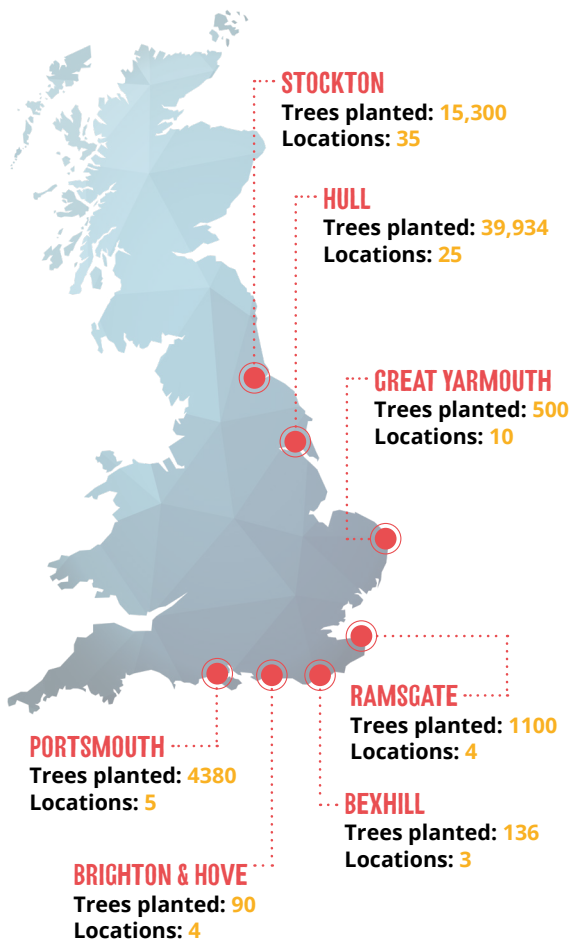 STOCKTON
Trees planted: 15,300
Locations: 35
HULL
Trees planted: 39,934
Locations: 25
GREAT YARMOUTH
Trees planted: 500
Locations: 10
RAMSGATE
Trees planted: 1100
Locations: 4
PORTSMOUTH
Trees planted: 4380
Locations: 5
BEXHILL
Trees planted: 136
Locations: 3
BRIGHTON & HOVE
Trees planted: 90
Locations: 4